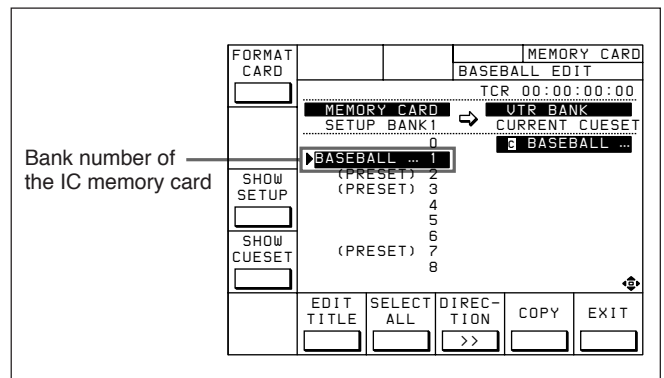 FORMAT
CARD
MEMORY CARD
BASEBALL EDIT
TCR 00:00:00:00
MEMORY CARD
SETUP BANK1
VTR BANK
CURRENT CUESET
0
BASEBALL ... 1
C BASEBALL ...
(PRESET) 2
(PRESET) 3
4
5
6
(PRESET) 7
8
Bank number of
the IC memory card
SHOW
SETUP
SHOW
CUESET
EDIT
TITLE
SELECT
ALL
DIREC-
TION
>>
COPY
EXIT